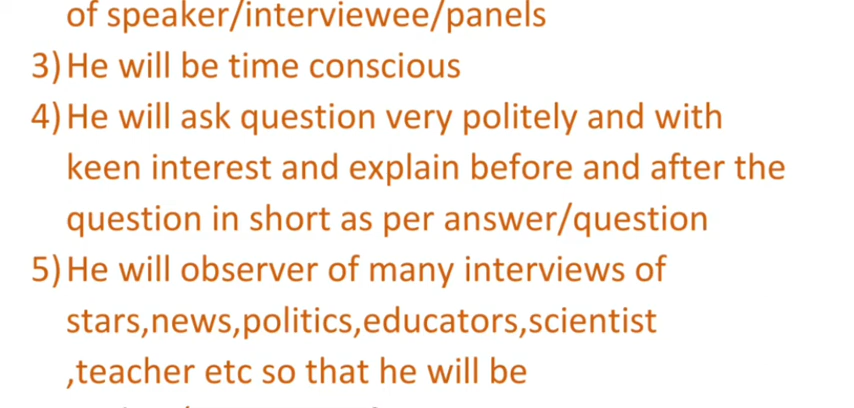 of speaker/interviewee/panels
3) He will be time conscious
4) He will ask question very politely and with
keen interest and explain before and after the
question in short as per answer/question
5) He will observer of many interviews of
stars,news,politics,educators,scientist
,teacher etc so that he will be